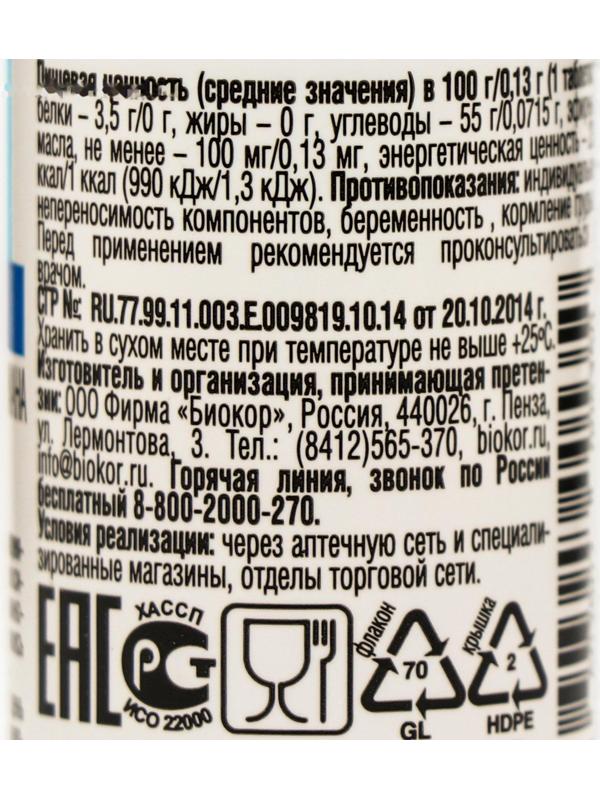 Пищевая ценность (средние значения) в 100 г/0,13 г (1
белки – 3,5 г/0 г, жиры – 0 г, углеводы – 55 г/0,0715 г,
масла, не менее – 100 мг/0,13 мг, энергетическая ценность –
ккал/1 ккал (990 кДж/1,3 кДж). Противопоказания:
непереносимость компонентов, беременность , кормление
Перед применением рекомендуется проконсультировать
врачом.
СГР №: RU.77.99.11.003.Е.009819.10.14 от 20.10.2014 г.
Хранить в сухом месте при температуре не выше +25°С.
Изготовитель и организация, принимающая претен-
зии: ООО Фирма «Биокор», Россия, 440026, г. Пенза,
ул. Лермонтова, 3. Тел.: (8412)565-370, biokor.ru,
info@biokor.ru. Горячая линия, звонок по России
бесплатный 8-800-2000-270.
Условия реализации: через аптечную сеть и специали-
зированные магазины, отделы торговой сети.
ЕАС
ХАССП
РСТ
ИСО 22000
флакон
70
GL
крышка
2
HDPE